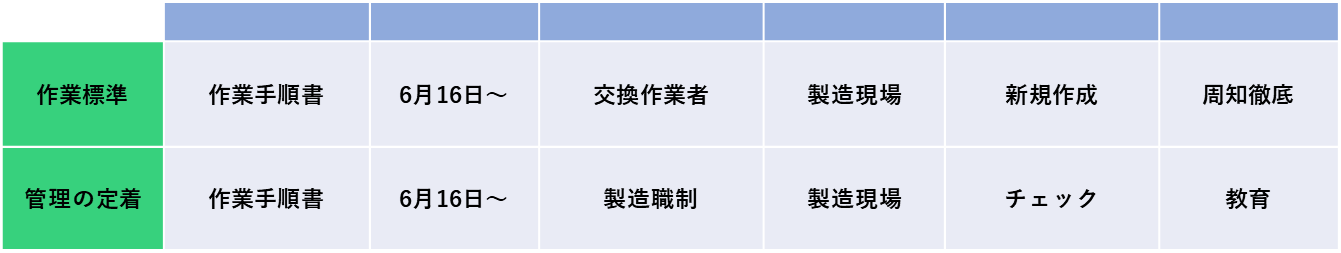 作業標準 作業手順書 6月16日～ 交換作業者 製造現場 新規作成 周知徹底
管理の定着 作業手順書 6月16日～ 製造職制 製造現場 チェック 教育